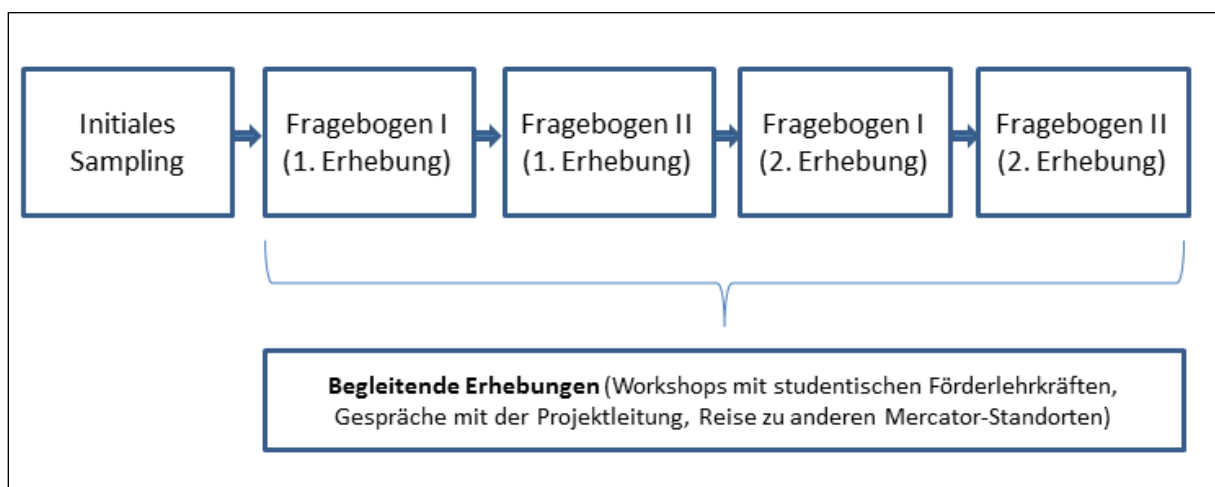 Initiales
Sampling
Fragebogen I
(1. Erhebung)
Fragebogen II
(1. Erhebung)
Fragebogen I
(2. Erhebung)
Fragebogen II
(2. Erhebung)
Begleitende Erhebungen (Workshops mit studentischen Förderlehrkräften,
Gespräche mit der Projektleitung, Reise zu anderen Mercator-Standorten)